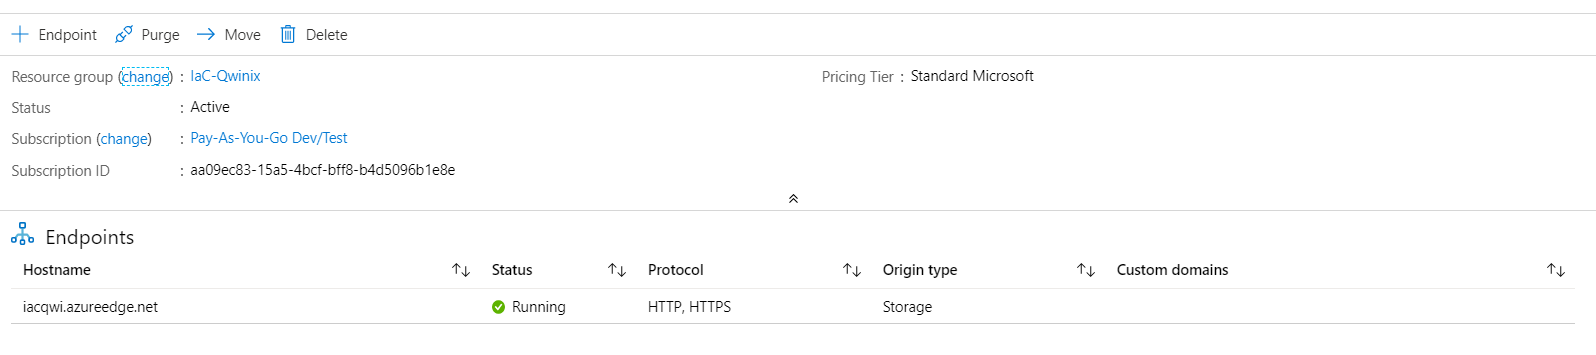 Endpoint Purge Move Delete
Resource group (change) : IaC-Qwinix Pricing Tier : Standard Microsoft
Status : Active
Subscription (change) : Pay-As-You-Go Dev/Test
Subscription ID : aa09ec83-15a5-4bcf-bff8-b4d5096b1e8e
Endpoints
Hostname Status Protocol Origin type Custom domains
iacqwi.azureedge.net Running HTTP, HTTPS Storage